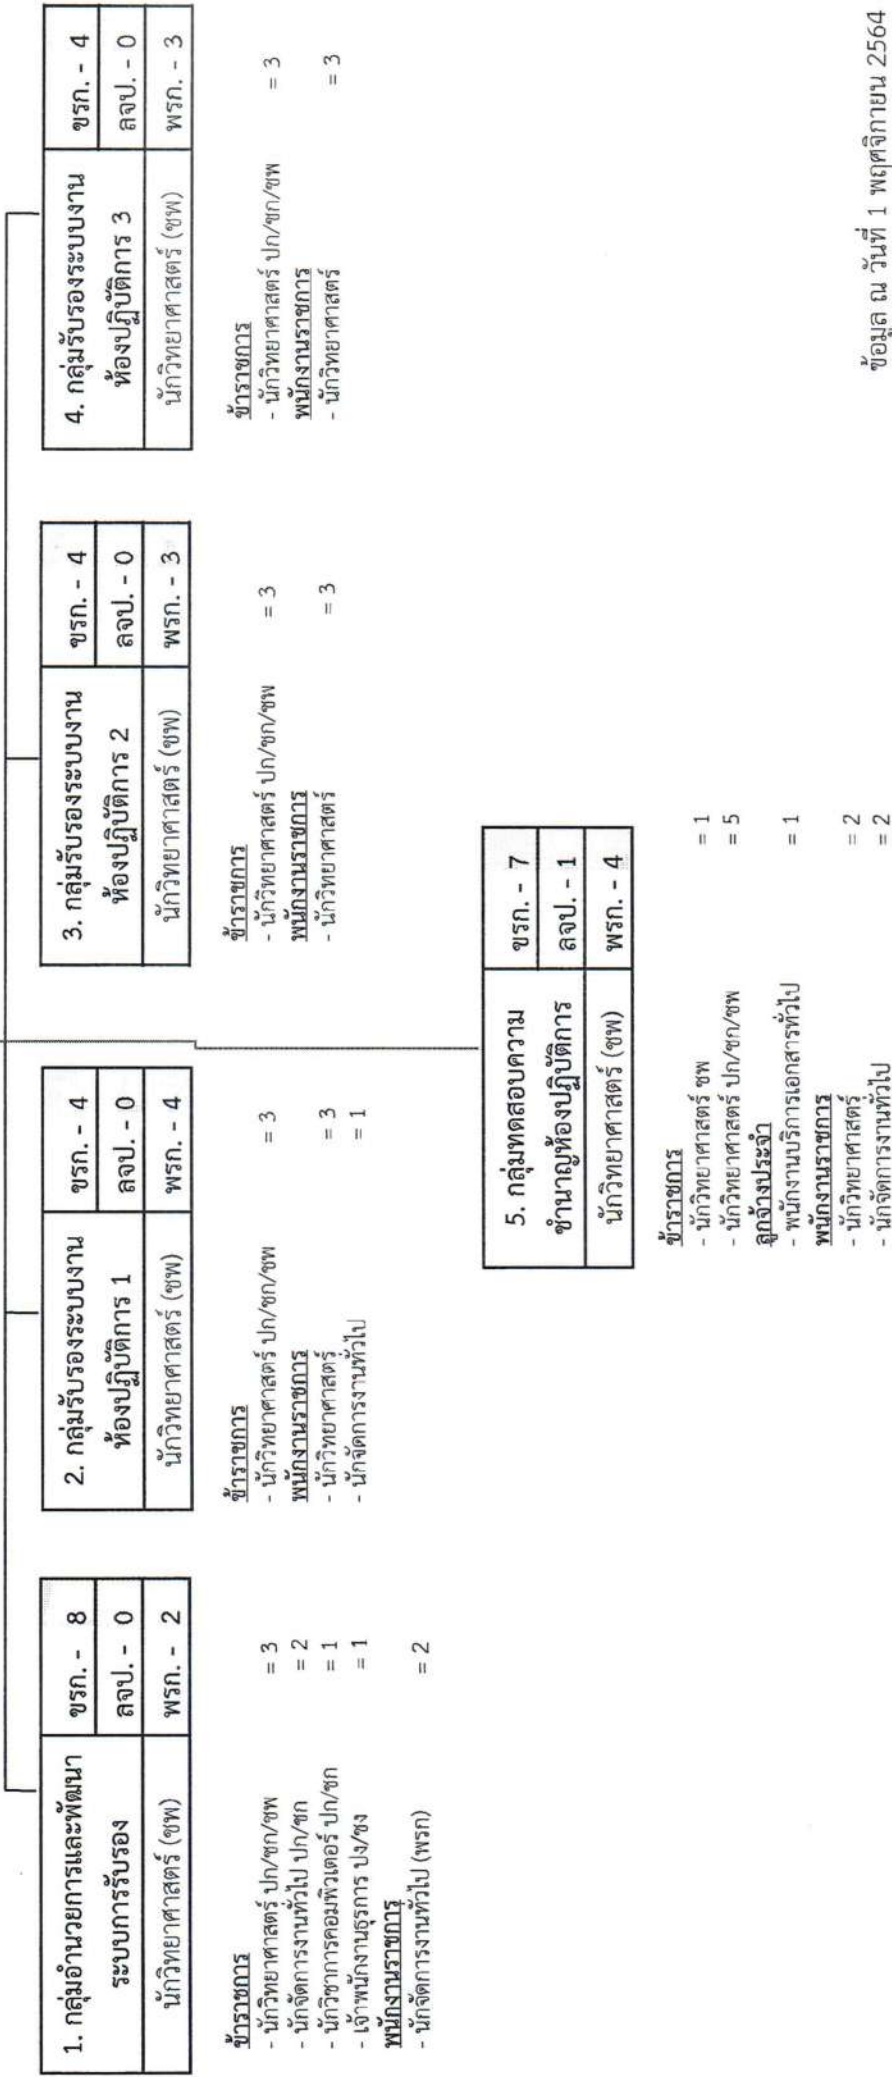 1. กลุ่มอำนวยการและพัฒนา
ระบบการรับรอง
ขรก. - 8
ลจป. - 0
นักวิทยาศาสตร์ (ชพ)
พรก. - 2
ข้าราชการ
- นักวิทยาศาสตร์ ปก/ชก/ชพ = 3
- นักจัดการงานทั่วไป ปก/ชก = 2
- นักวิชาการคอมพิวเตอร์ ปก/ชก = 1
- เจ้าพนักงานธุรการ ปง/ชง = 1
พนักงานราชการ
- นักจัดการงานทั่วไป (พรก) = 2
2. กลุ่มรับรองระบบงาน
ห้องปฏิบัติการ 1
ขรก. - 4
ลจป. - 0
นักวิทยาศาสตร์ (ชพ)
พรก. - 4
ข้าราชการ
- นักวิทยาศาสตร์ ปก/ชก/ชพ = 3
พนักงานราชการ
- นักวิทยาศาสตร์ = 3
- นักจัดการงานทั่วไป = 1
3. กลุ่มรับรองระบบงาน
ห้องปฏิบัติการ 2
ขรก. - 4
ลจป. - 0
นักวิทยาศาสตร์ (ชพ)
พรก. - 3
ข้าราชการ
- นักวิทยาศาสตร์ ปก/ชก/ชพ = 3
พนักงานราชการ
- นักวิทยาศาสตร์ = 3
4. กลุ่มรับรองระบบงาน
ห้องปฏิบัติการ 3
ขรก. - 4
ลจป. - 0
นักวิทยาศาสตร์ (ชพ)
พรก. - 3
ข้าราชการ
- นักวิทยาศาสตร์ ปก/ชก/ชพ = 3
พนักงานราชการ
- นักวิทยาศาสตร์ = 3
5. กลุ่มทดสอบความ
ชำนาญห้องปฏิบัติการ
ขรก. - 7
ลจป. - 1
นักวิทยาศาสตร์ (ชพ)
พรก. - 4
ข้าราชการ
- นักวิทยาศาสตร์ ชพ = 1
- นักวิทยาศาสตร์ ปก/ชก/ชพ = 5
ลูกจ้างประจำ
- พนักงานบริการเอกสารทั่วไป = 1
พนักงานราชการ
- นักวิทยาศาสตร์ = 2
- นักจัดการงานทั่วไป = 2
ข้อมูล ณ วันที่ 1 พฤศจิกายน 2564